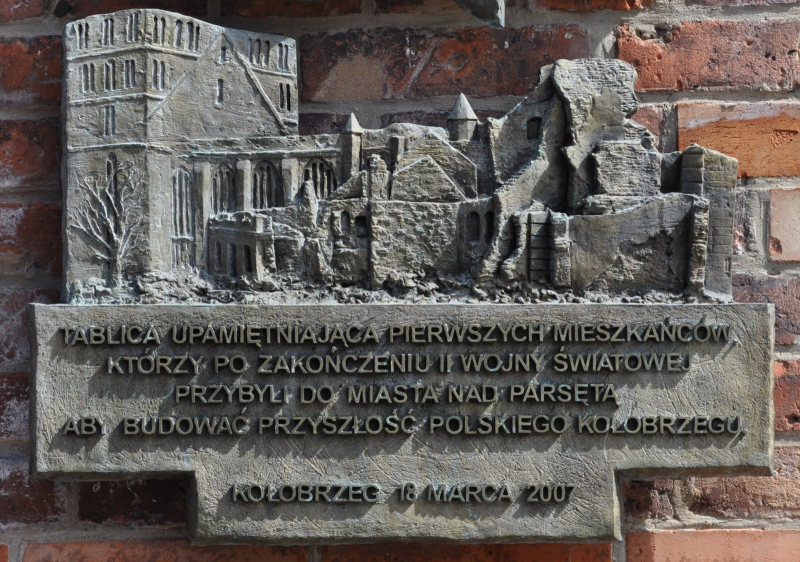 TABLICA UPAMIĘTNIAJĄCA PIERWSZYCH MIESZKAŃCÓW,
KTÓRZY PO ZAKOŃCZENIU II WOJNY ŚWIATOWEJ
PRZYBYLI DO MIASTA NAD PARSĘTĄ
ABY BUDOWAĆ PRZYSZŁOŚĆ POLSKIEGO KOŁOBRZEGU.
KOŁOBRZEG 18 MARCA 2007